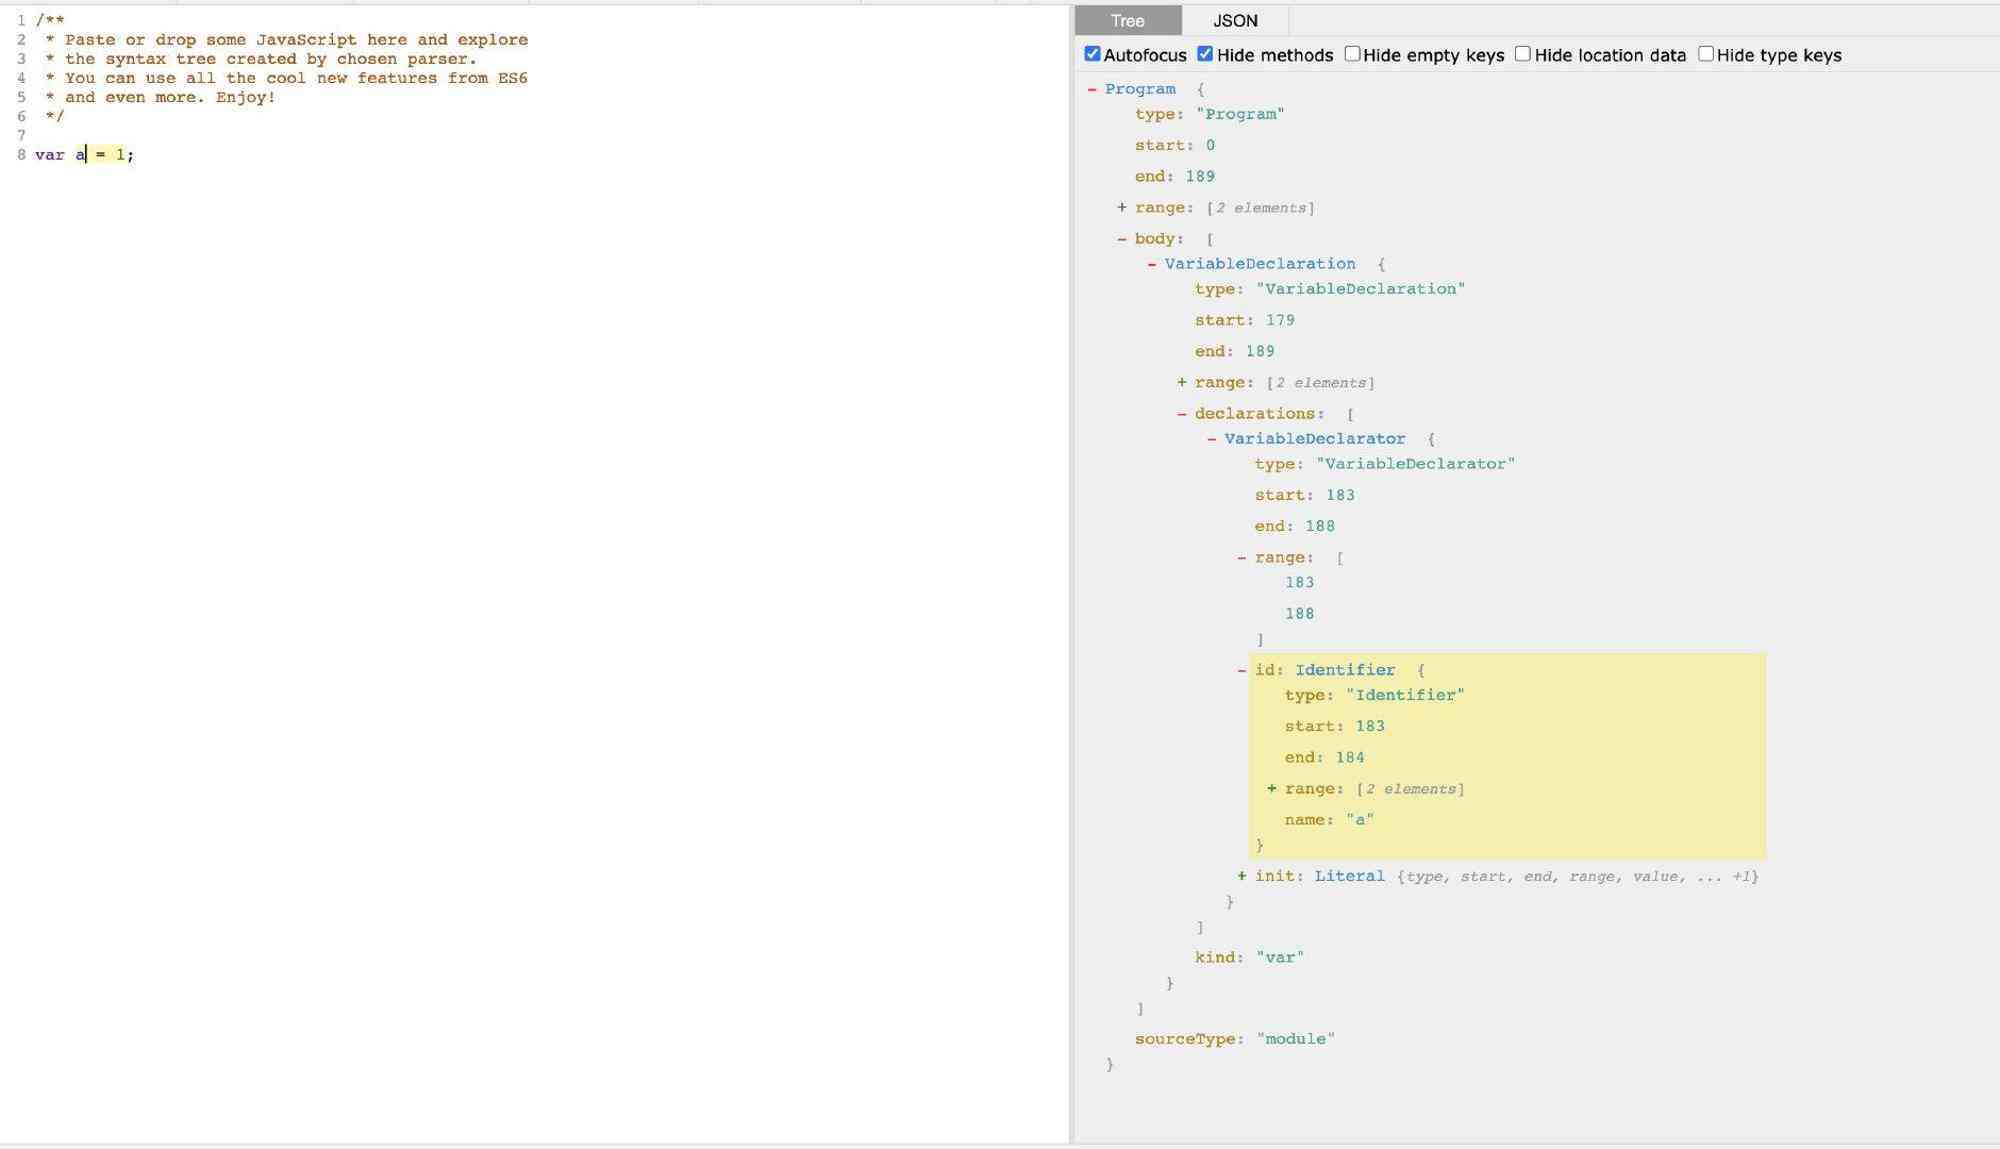 1 /**
2 * Paste or drop some JavaScript here and explore
3 * the syntax tree created by chosen parser.
4 * You can use all the cool new features from ES6
5 * and even more. Enjoy!
6 */
7
8 var a = 1;
Tree JSON
Autofocus Hide methods Hide empty keys Hide location data Hide type keys
- Program {
type: "Program"
start: 0
end: 189
+ range: [2 elements]
- body: [
- VariableDeclaration {
type: "VariableDeclaration"
start: 179
end: 189
+ range: [2 elements]
- declarations: [
- VariableDeclarator {
type: "VariableDeclarator"
start: 183
end: 188
- range: [
183
188
]
- id: Identifier {
type: "Identifier"
start: 183
end: 184
+ range: [2 elements]
name: "a"
}
+ init: Literal {type, start, end, range, value, ... +1}
}
]
kind: "var"
}
]
sourceType: "module"
}